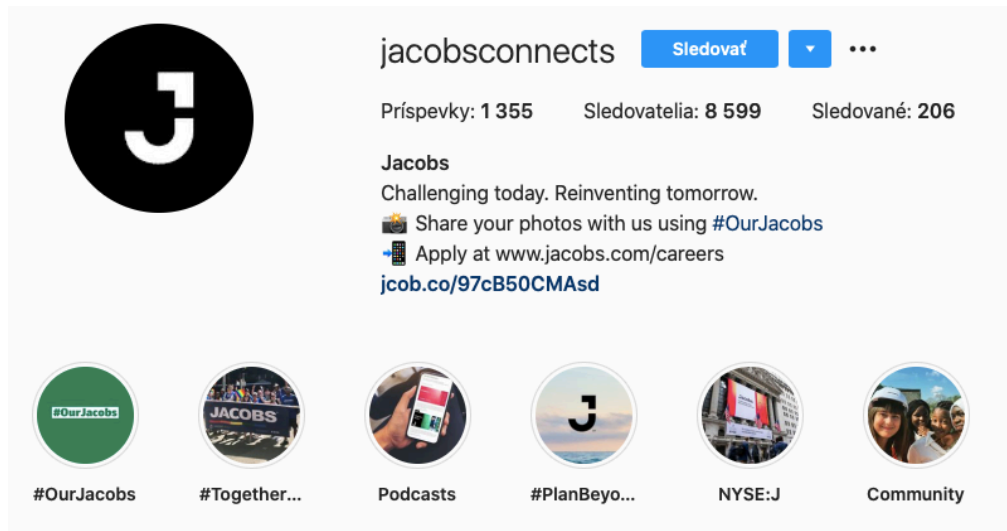 J
jacobsconnects Sledovať
Príspevky: 1 355 Sledovatelia: 8 599 Sledované: 206
Jacobs
Challenging today. Reinventing tomorrow.
Share your photos with us using #OurJacobs
Apply at www.jacobs.com/careers
jcob.co/97cB50CMAsd
#OurJacobs JACOBS J
#OurJacobs #Together... Podcasts #PlanBeyo... NYSE:J Community